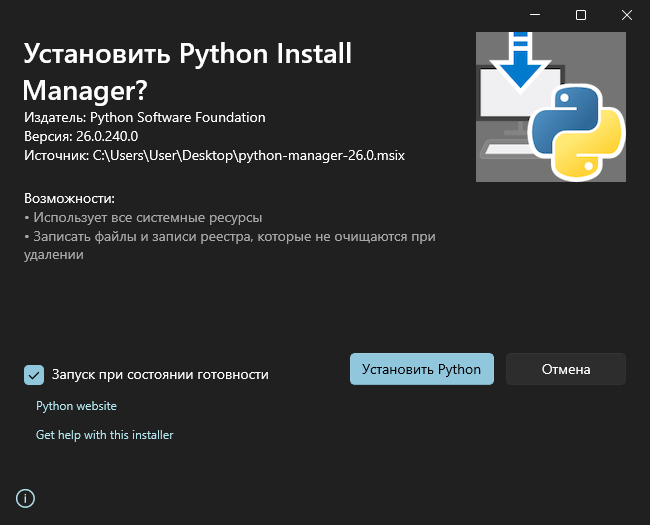 Установить Python Install
Manager?
Издатель: Python Software Foundation
Версия: 26.0.240.0
Источник: C:\Users\User\Desktop\python-manager-26.0.msix
Возможности:
• Использует все системные ресурсы
• Записать файлы и записи реестра, которые не очищаются при
удалении
Запуск при состоянии готовности
Установить Python
Отмена
Python website
Get help with this installer